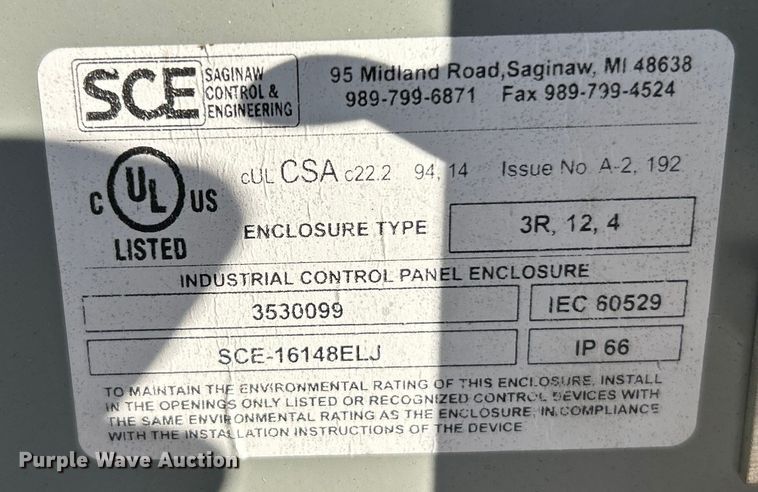 SCE SAGINAW CONTROL & ENGINEERING
95 Midland Road,Saginaw, MI 48638
989-799-6871 Fax 989-799-4524
C UL US LISTED
cUL CSA c22.2 94, 14 Issue No A-2, 192
ENCLOSURE TYPE 3R, 12, 4
INDUSTRIAL CONTROL PANEL ENCLOSURE
3530099 IEC 60529
SCE-16148ELJ IP 66
TO MAINTAIN THE ENVIRONMENTAL RATING OF THIS ENCLOSURE, INSTALL
IN THE OPENINGS ONLY LISTED OR RECOGNIZED CONTROL DEVICES WITH
THE SAME ENVIRONMENTAL RATING AS THE ENCLOSURE, IN COMPLIANCE
WITH THE INSTALLATION INSTRUCTIONS OF THE DEVICE
Purple Wave Auction